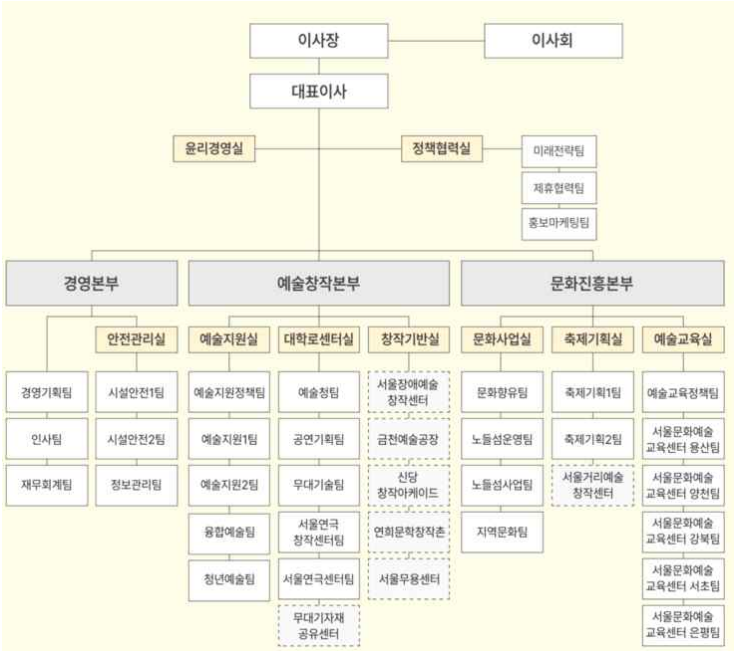 이사장
이사회
대표이사
윤리경영실
정책협력실
미래전략팀
제휴협력팀
홍보마케팅팀
경영본부
예술창작본부
문화진흥본부
안전관리실
예술지원실
대학로센터실
창작기반실
문화사업실
축제기획실
예술교육실
경영기획팀
인사팀
재무회계팀
시설안전1팀
시설안전2팀
정보관리팀
예술지원정책팀
예술지원1팀
예술지원2팀
융합예술팀
청년예술팀
예술청팀
공연기획팀
무대기술팀
서울연극
창작센터팀
서울연극센터팀
무대기자재
공유센터
서울장애예술
창작센터
금천예술공장
신당
창작아케이드
연희문학창작촌
서울무용센터
문화향유팀
노들섬운영팀
노들섬사업팀
지역문화팀
축제기획1팀
축제기획2팀
서울거리예술
창작센터
예술교육정책팀
서울문화예술
교육센터 용산팀
서울문화예술
교육센터 양천팀
서울문화예술
교육센터 강북팀
서울문화예술
교육센터 서초팀
서울문화예술
교육센터 은평팀